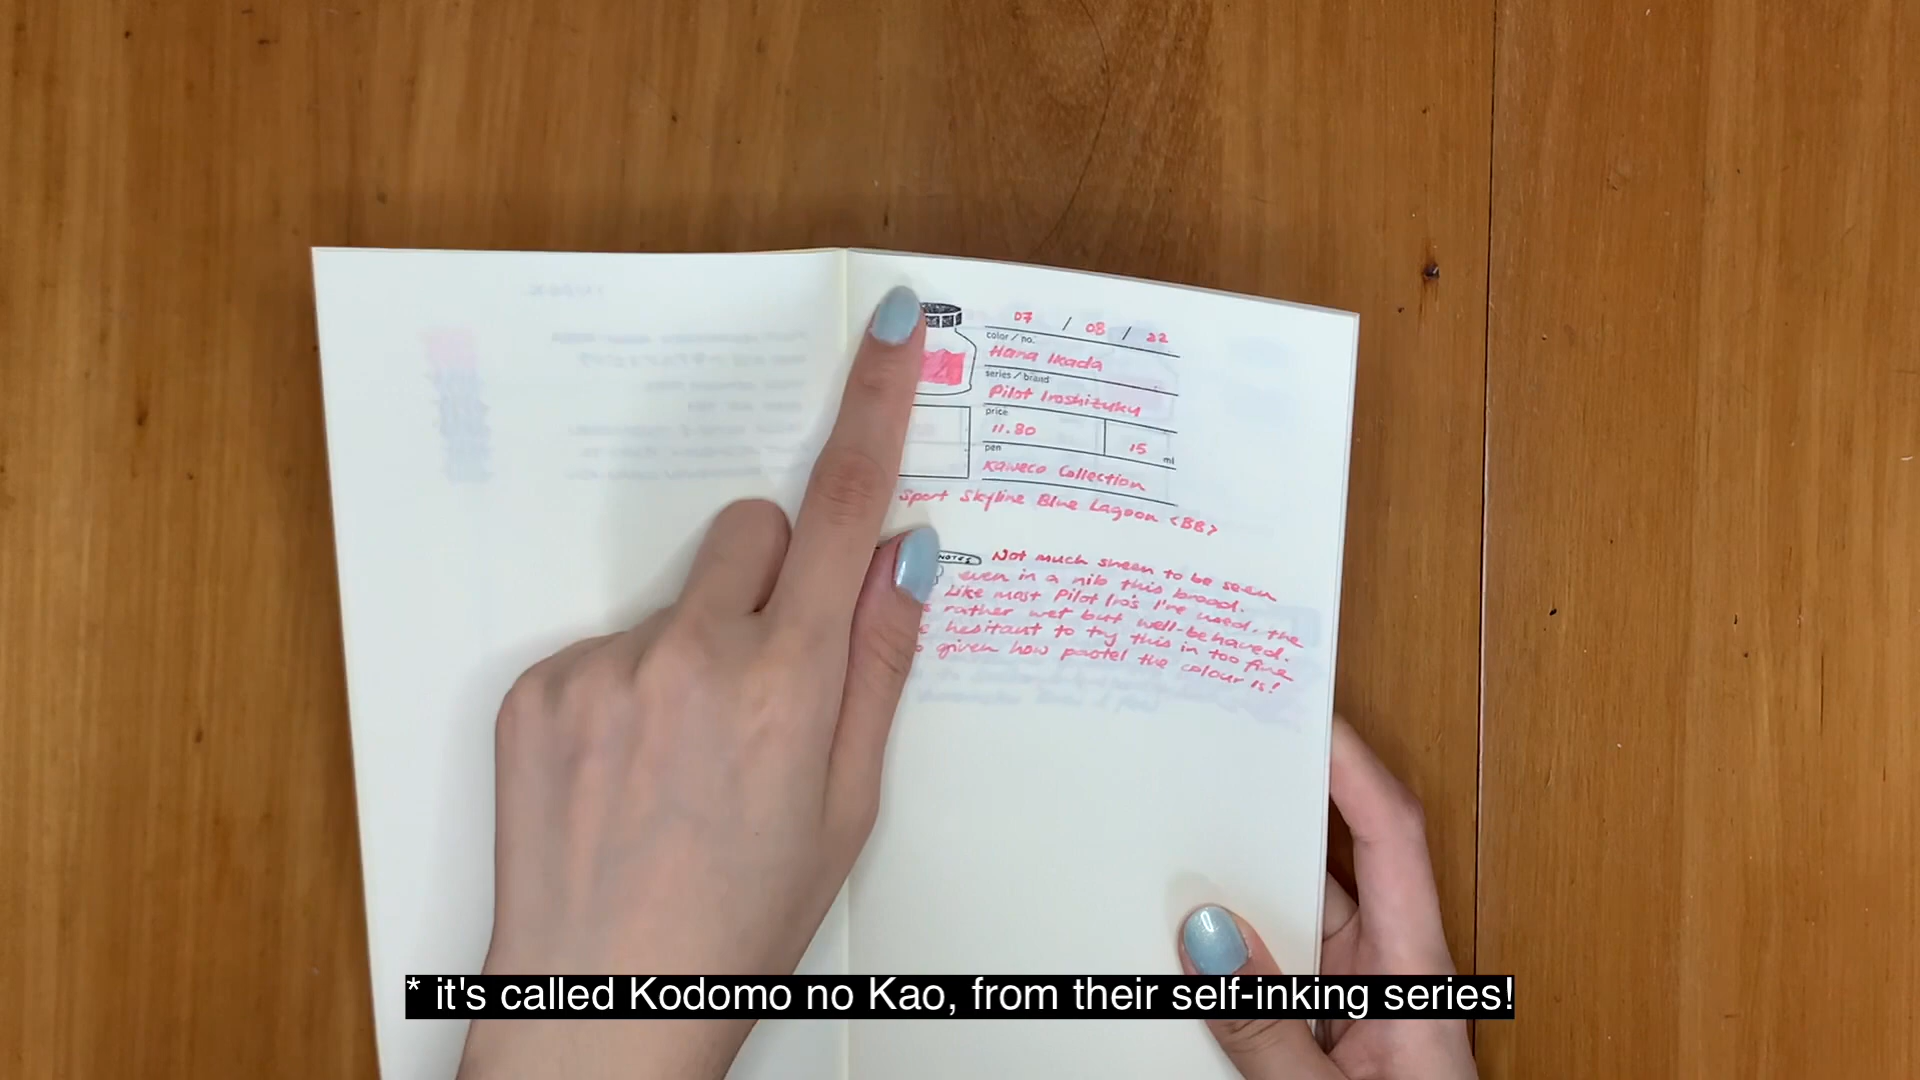 07 / 08 / 22
color / no.
Hana Ikada
series / brand
Pilot Iroshizuku
price
11.80
15 ml
pen
Kaweco Collection
Sport Skyline Blue Lagoon <BB>
NOTES
Not much sheen to be seen
even in a nib this broad.
Like most Pilot Iro's I've used, the
rather wet but well-behaved.
hesitant to try this in too fine
given how pastel the colour is!
* it's called Kodomo no Kao, from their self-inking series!